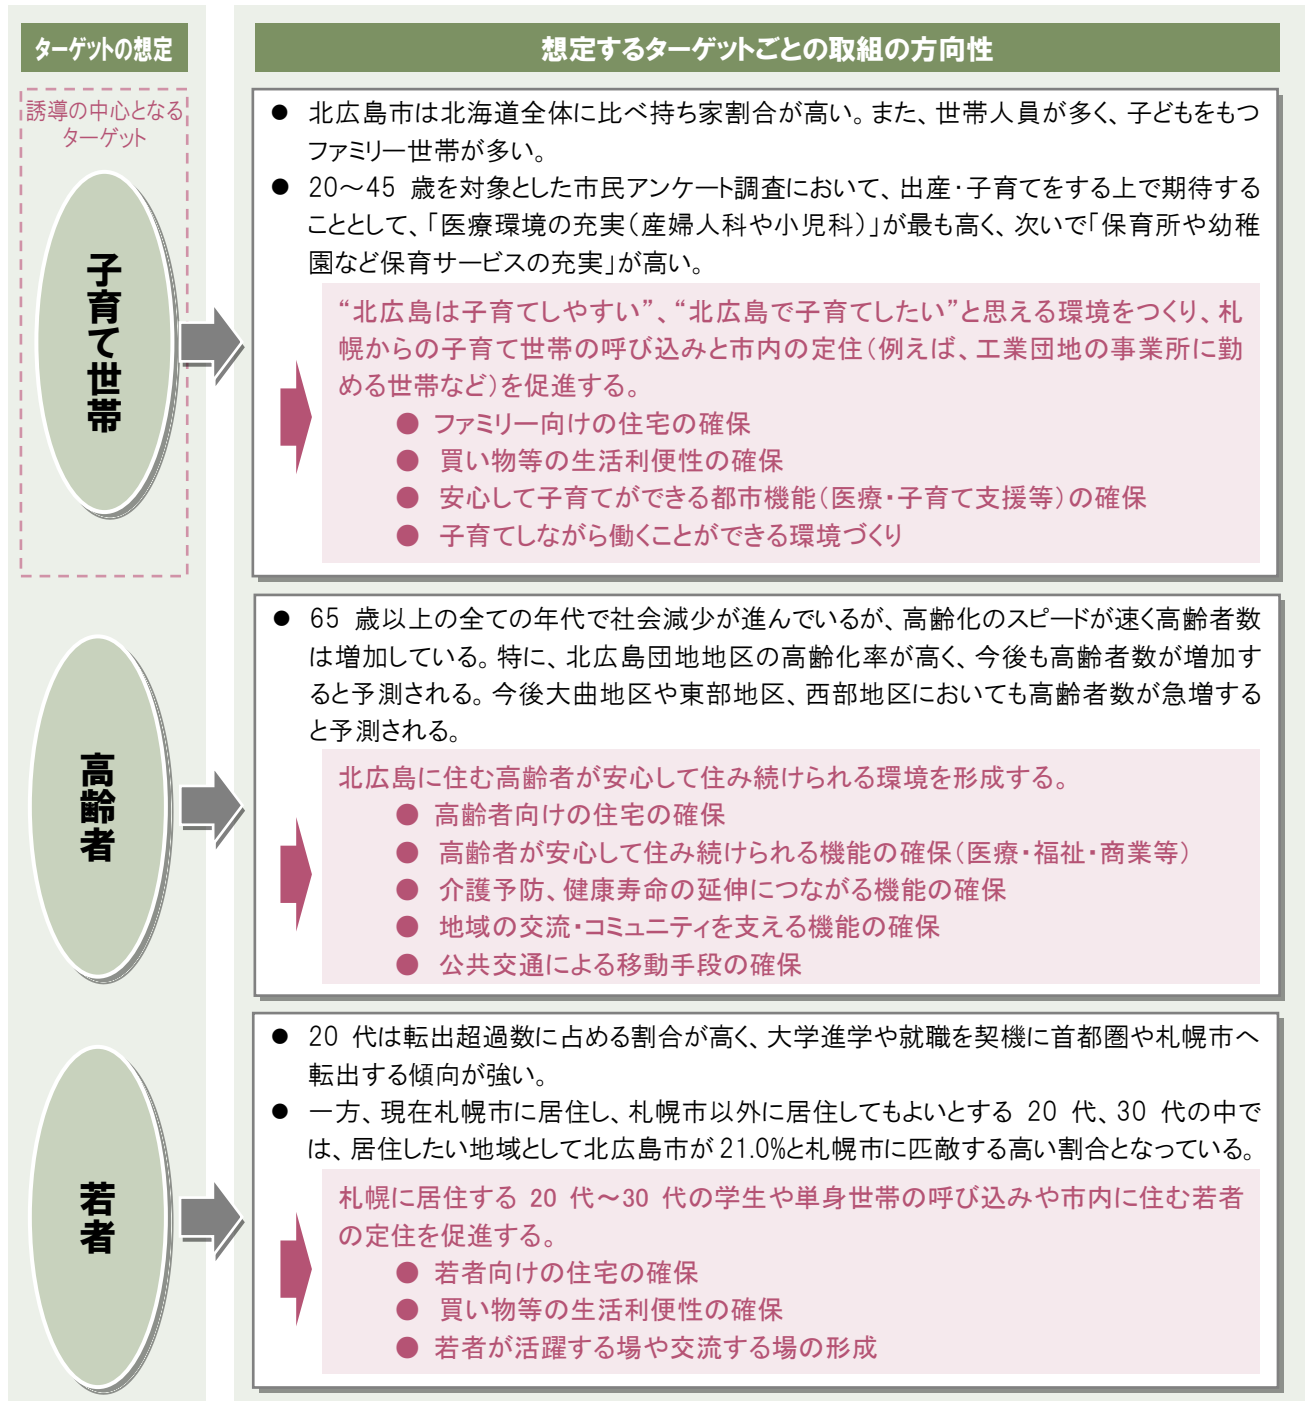 ターゲットの想定
想定するターゲットごとの取組の方向性
誘導の中心となる
ターゲット
子育て世帯
● 北広島市は北海道全体に比べ持ち家割合が高い。また、世帯人員が多く、子どもをもつ
ファミリー世帯が多い。
● 20～45 歳を対象とした市民アンケート調査において、出産・子育てをする上で期待する
こととして、「医療環境の充実(産婦人科や小児科)」が最も高く、次いで「保育所や幼稚
園など保育サービスの充実」が高い。
“北広島は子育てしやすい”、“北広島で子育てしたい”と思える環境をつくり、札
幌からの子育て世帯の呼び込みと市内の定住(例えば、工業団地の事業所に勤
める世帯など)を促進する。
● ファミリー向けの住宅の確保
● 買い物等の生活利便性の確保
● 安心して子育てができる都市機能(医療・子育て支援等)の確保
● 子育てしながら働くことができる環境づくり
高齢者
● 65 歳以上の全ての年代で社会減少が進んでいるが、高齢化のスピードが速く高齢者数
は増加している。特に、北広島団地地区の高齢化率が高く、今後も高齢者数が増加す
ると予測される。今後大曲地区や東部地区、西部地区においても高齢者数が急増する
と予測される。
北広島に住む高齢者が安心して住み続けられる環境を形成する。
● 高齢者向けの住宅の確保
● 高齢者が安心して住み続けられる機能の確保(医療・福祉・商業等)
● 介護予防、健康寿命の延伸につながる機能の確保
● 地域の交流・コミュニティを支える機能の確保
● 公共交通による移動手段の確保
若者
● 20 代は転出超過数に占める割合が高く、大学進学や就職を契機に首都圏や札幌市へ
転出する傾向が強い。
● 一方、現在札幌市に居住し、札幌市以外に居住してもよいとする 20 代、30 代の中で
は、居住したい地域として北広島市が 21.0%と札幌市に匹敵する高い割合となっている。
札幌に居住する 20 代～30 代の学生や単身世帯の呼び込みや市内に住む若者
の定住を促進する。
● 若者向けの住宅の確保
● 買い物等の生活利便性の確保
● 若者が活躍する場や交流する場の形成